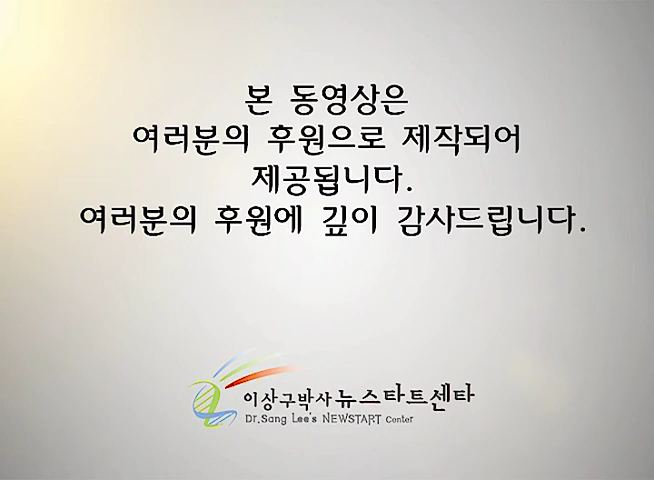 본 동영상은
여러분의 후원으로 제작되어
제공됩니다.
여러분의 후원에 깊이 감사드립니다.
이상구박사 뉴스타트센타
Dr.Sang Lee's NEWSTART Center